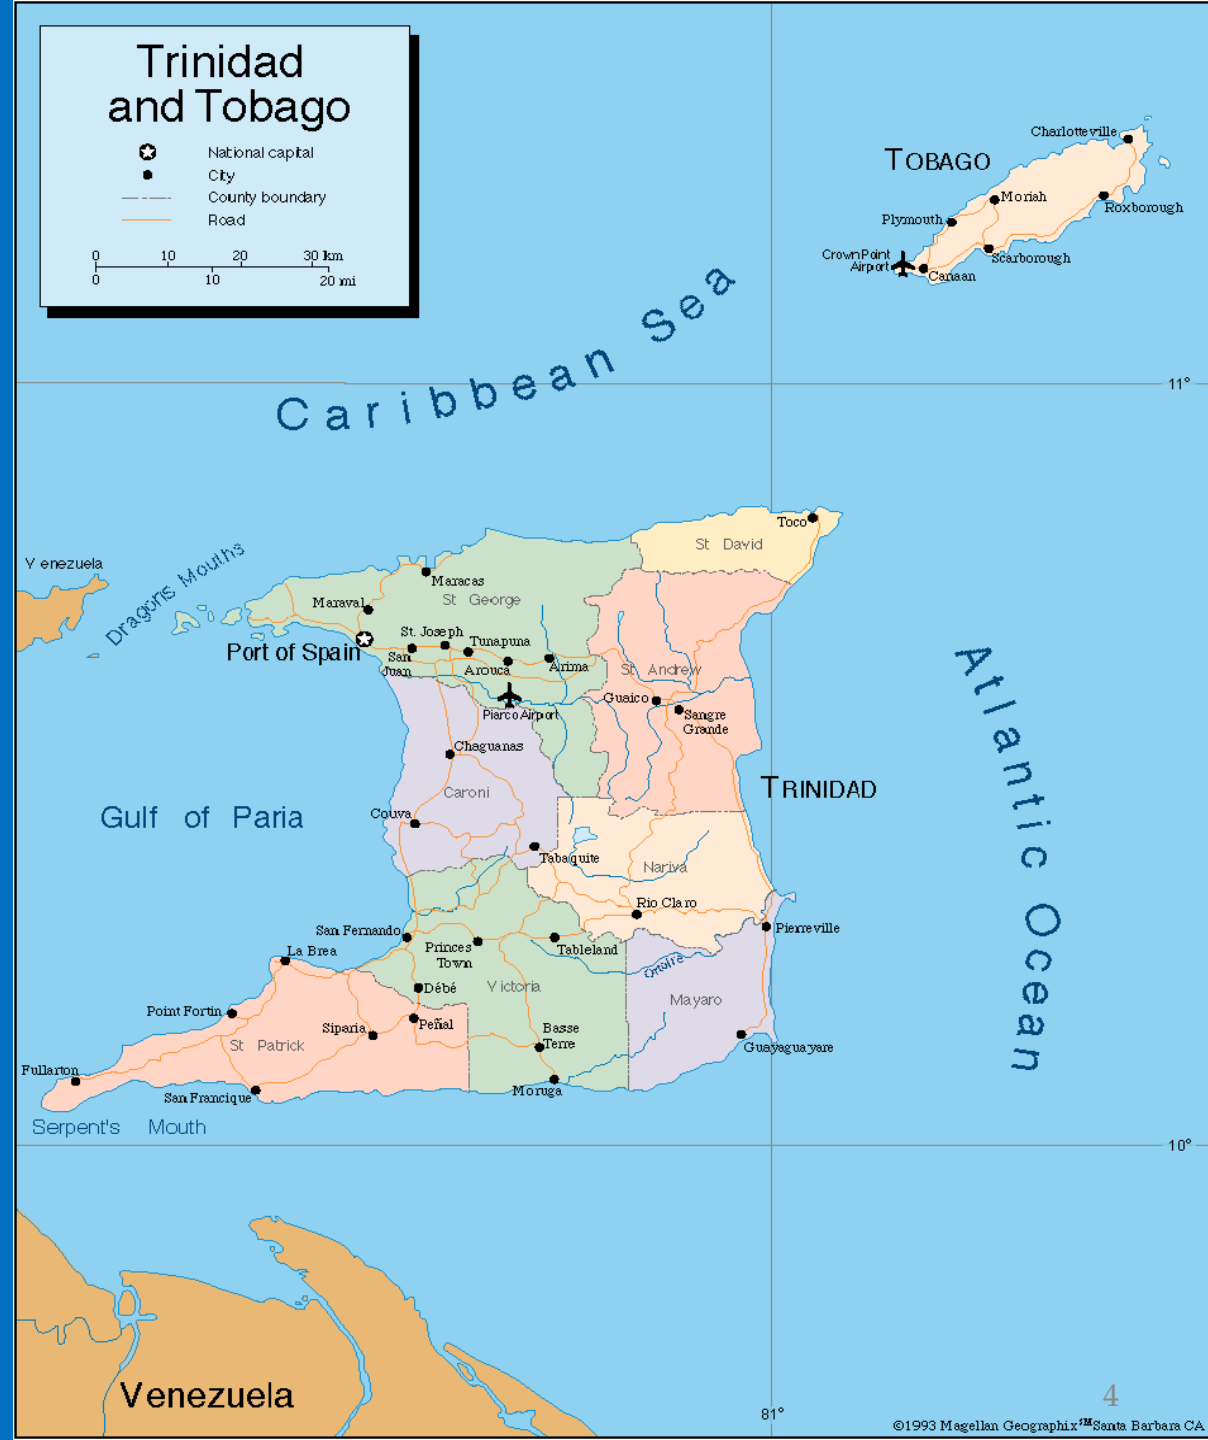 Trinidad
and Tobago
National capital
City
County boundary
Road
0 10 20 30 km
0 10 20 mi
Charlotteville
TOBAGO
Moriah
Roxborough
Plymouth
Scarborough
Crown Point
Airport
Canaan
Caribbean Sea
11°
Toco
St David
Venezuela
Dragon's Mouths
Maracas
St George
Maraval
St. Joseph
Tunapuna
Port of Spain
San
Juan
Arouca
Arima
St Andrew
Piarco Airport
Guaico
Sangre
Grande
Atlantic Ocean
Chaguanas
TRINIDAD
Caroni
Gulf of Paria
Couva
Tabaquite
Nariva
Rio Claro
San Fernando
Princes
Town
Tableland
Pierreville
La Brea
Ortoire
Débé
Victoria
Mayaro
Point Fortin
Siparia
Peñal
Basse
Terre
St Patrick
Guayaguayare
Fullarton
San Francique
Moruga
Serpent's Mouth
10°
Venezuela
4
81°
©1993 Magellan Geographix℠Santa Barbara CA